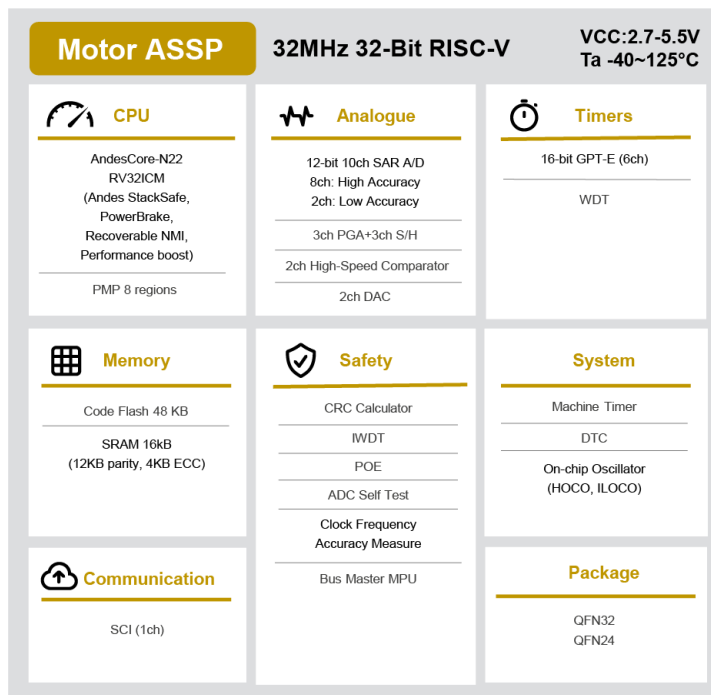 Motor ASSP
32MHz 32-Bit RISC-V
VCC:2.7-5.5V
Ta -40~125°C
CPU
AndesCore-N22
RV32ICM
(Andes StackSafe,
PowerBrake,
Recoverable NMI,
Performance boost)
PMP 8 regions
Analogue
12-bit 10ch SAR A/D
8ch: High Accuracy
2ch: Low Accuracy
3ch PGA+3ch S/H
2ch High-Speed Comparator
2ch DAC
Timers
16-bit GPT-E (6ch)
WDT
Memory
Code Flash 48 KB
SRAM 16kB
(12KB parity, 4KB ECC)
Safety
CRC Calculator
IWDT
POE
ADC Self Test
Clock Frequency
Accuracy Measure
Bus Master MPU
System
Machine Timer
DTC
On-chip Oscillator
(HOCO, ILOCO)
Communication
SCI (1ch)
Package
QFN32
QFN24